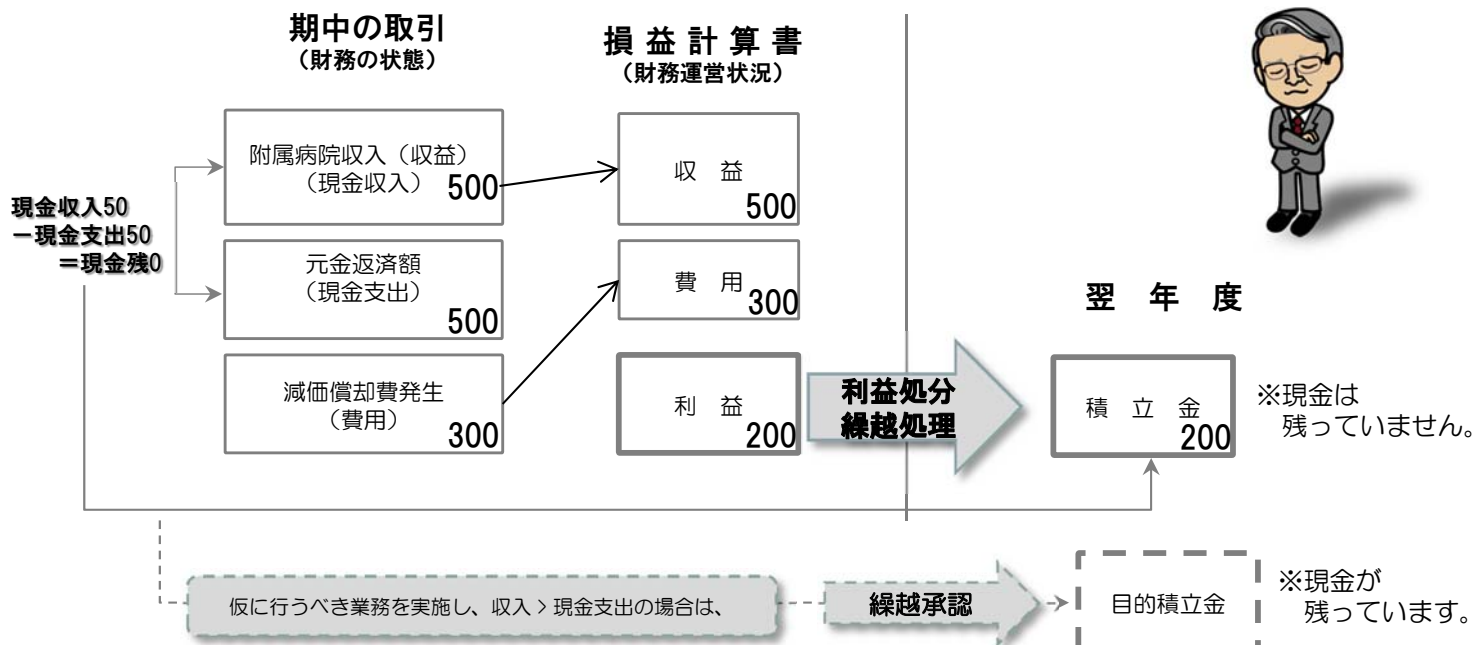 期中の取引
（財務の状態）
損 益 計 算 書
（財務運営状況）
附属病院収入（収益）
（現金収入） 500
収　益
500
現金収入50
－現金支出50
＝現金残0
元金返済額
（現金支出）
500
費　用
300
翌　年　度
減価償却費発生
（費用）
300
利　益
200
利益処分
繰越処理
積　立　金
200
※現金は
残っていません。
仮に行うべき業務を実施し、収入 > 現金支出の場合は、
繰越承認
目的積立金
※現金が
残っています。